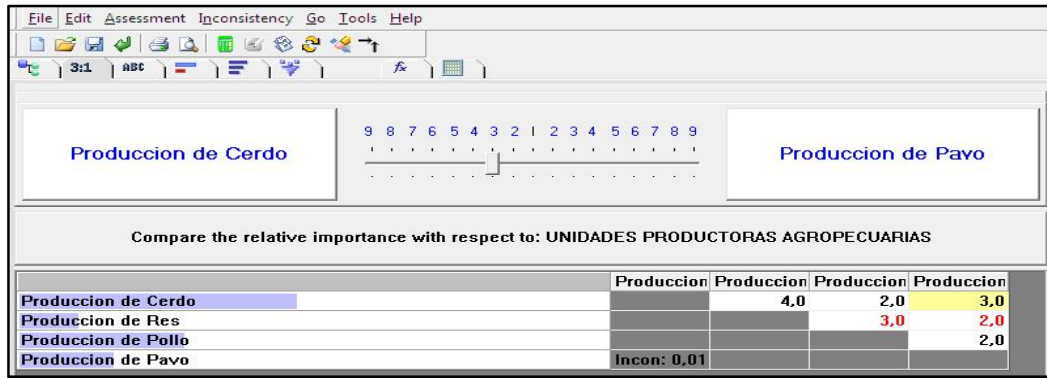 File Edit Assessment Inconsistency Go Tools Help
3:1 ABC fx
9 8 7 6 5 4 3 2 1 2 3 4 5 6 7 8 9
Produccion de Cerdo
Produccion de Pavo
Compare the relative importance with respect to: UNIDADES PRODUCTORAS AGROPECUARIAS
Produccion Produccion Produccion Produccion
Produccion de Cerdo 4,0 2,0 3,0
Produccion de Res 3,0 2,0
Produccion de Pollo 2,0
Produccion de Pavo Incon: 0,01